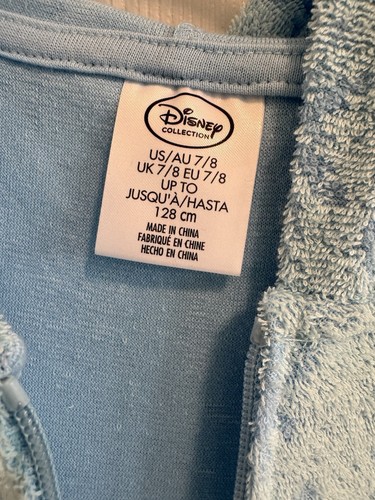 Disney
COLLECTION
US/AU 7/8
UK 7/8 EU 7/8
UP TO
JUSQU'À/HASTA
128 cm
MADE IN CHINA
FABRIQUÉ EN CHINE
HECHO EN CHINA